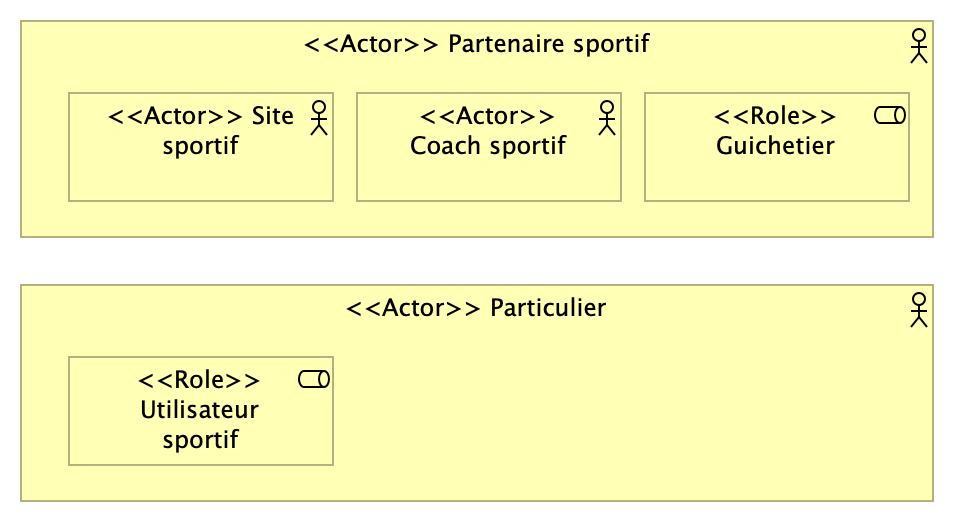 <<Actor>> Partenaire sportif
<<Actor>> Site
sportif
<<Actor>>
Coach sportif
<<Role>>
Guichetier
<<Actor>> Particulier
<<Role>>
Utilisateur
sportif